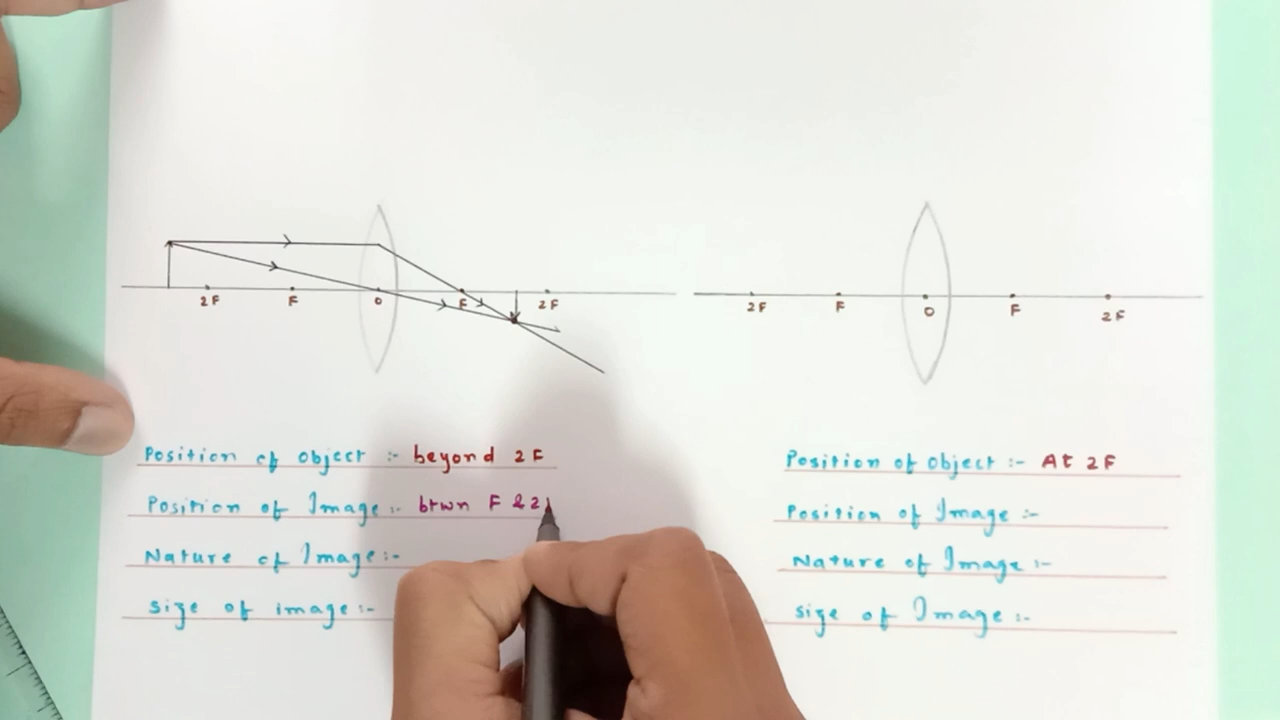 2F F O F 2F
2F F O F 2F
Position of object :- beyond 2F
Position of Image :- btwn F & 2
Nature of Image :-
size of image :-
Position of Object :- At 2F
Position of Image :-
Nature of Image :-
size of Image :-